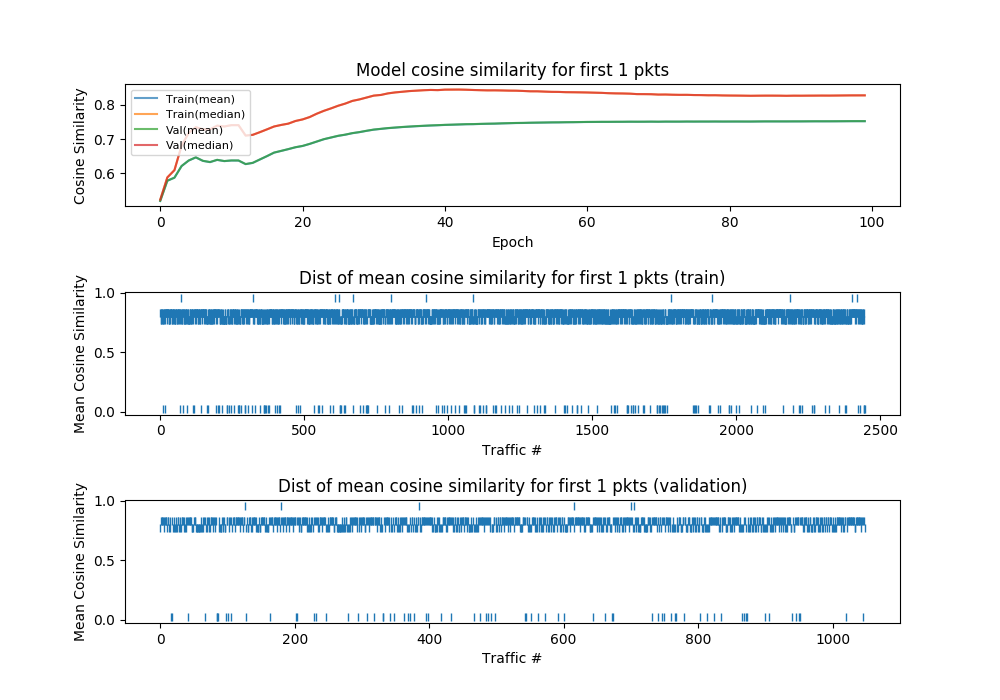 Model cosine similarity for first 1 pkts
Cosine Similarity
0.8
0.7
0.6
Train(mean)
Train(median)
Val(mean)
Val(median)
0 20 40 60 80 100
Epoch
Dist of mean cosine similarity for first 1 pkts (train)
Mean Cosine Similarity
1.0
0.5
0.0
0 500 1000 1500 2000 2500
Traffic #
Dist of mean cosine similarity for first 1 pkts (validation)
Mean Cosine Similarity
1.0
0.5
0.0
0 200 400 600 800 1000
Traffic #